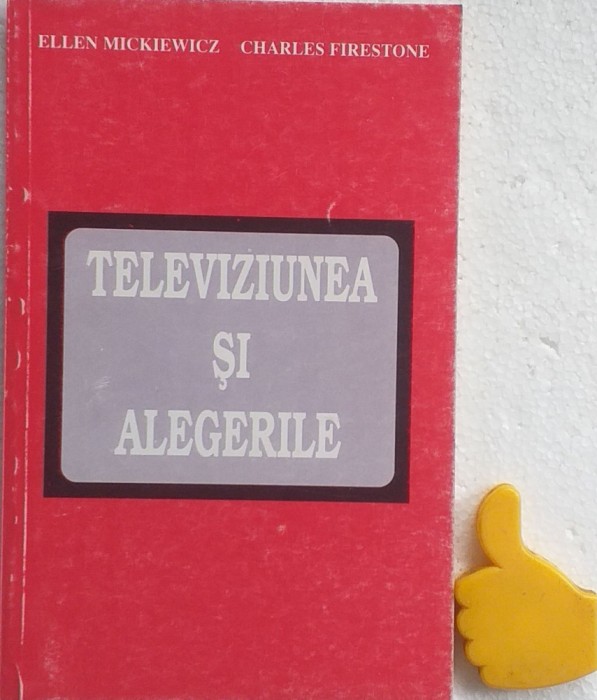 ELLEN MICKIEWICZ CHARLES FIRESTONE
TELEVIZIUNEA
ŞI
ALEGERILE